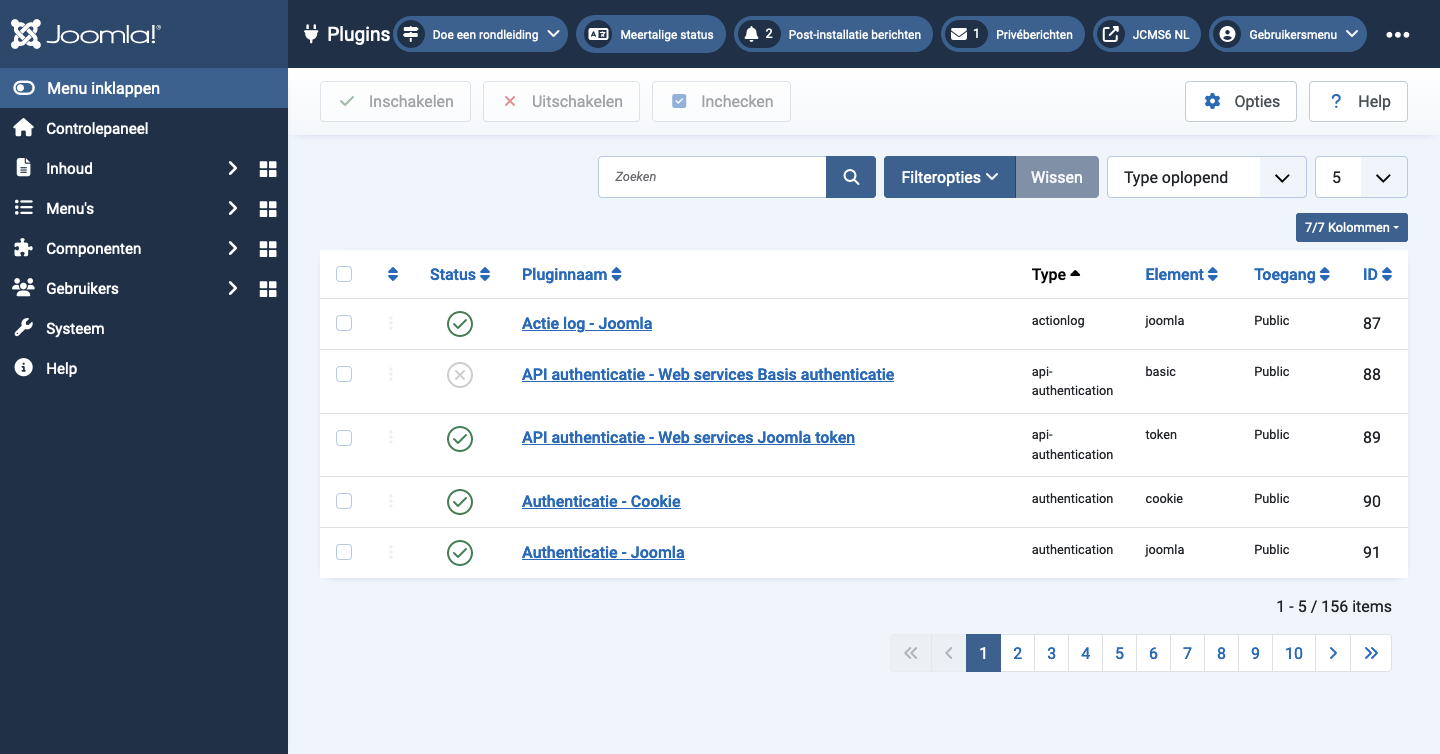 Joomla!®
Plugins
Doe een rondleiding
Meertalige status
2 Post-installatie berichten
1 Privéberichten
JCMS6 NL
Gebruikersmenu
Menu inklappen
Controlepaneel
Inhoud
Menu's
Componenten
Gebruikers
Systeem
Help
Inschakelen
Uitschakelen
Inchecken
Opties
? Help
Zoeken
Filteropties
Wissen
Type oplopend
5
7/7 Kolommen
Status Pluginnaam Type Element Toegang ID
Actie log - Joomla actionlog joomla Public 87
API authenticatie - Web services Basis authenticatie api- basic Public 88
authentication
API authenticatie - Web services Joomla token api- token Public 89
authentication
Authenticatie - Cookie authentication cookie Public 90
Authenticatie - Joomla authentication joomla Public 91
1 - 5 / 156 items
1 2 3 4 5 6 7 8 9 10